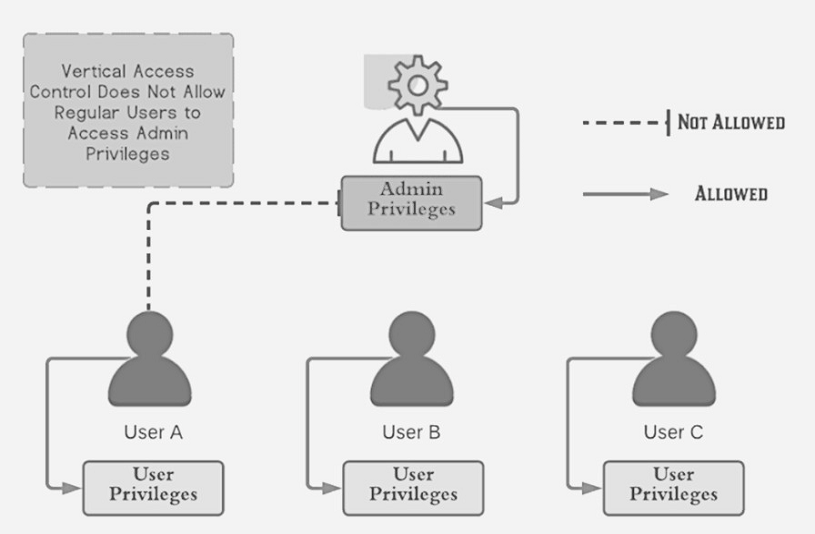 Vertical Access
Control Does Not Allow
Regular Users to
Access Admin
Privileges
Admin
Privileges
NOT ALLOWED
ALLOWED
User A
User B
User C
User
Privileges
User
Privileges
User
Privileges